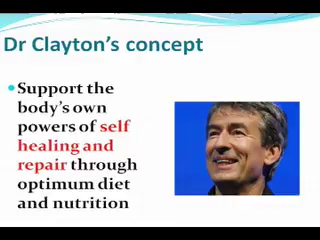 Dr Clayton's concept
Support the
body's own
powers of self
healing and
repair through
optimum diet
and nutrition